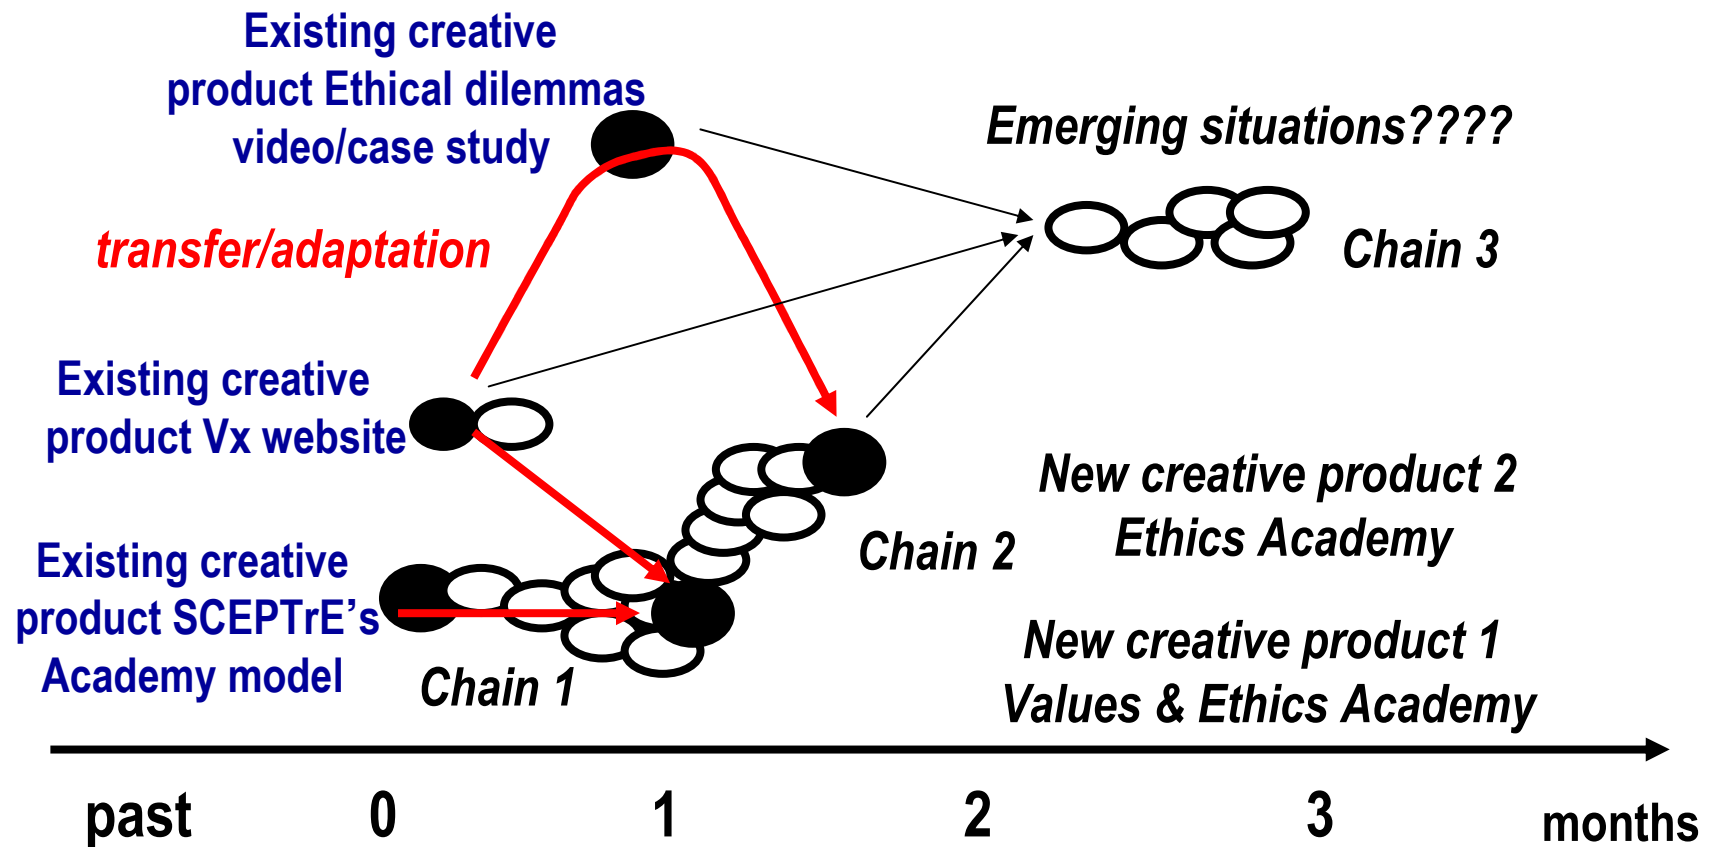 Existing creative
product Ethical dilemmas
video/case study
Emerging situations????
transfer/adaptation
Chain 3
Existing creative
product Vx website
New creative product 2
Ethics Academy
Chain 2
Existing creative
product SCEPTrE's
Academy model
Chain 1
New creative product 1
Values & Ethics Academy
past 0 1 2 3 months